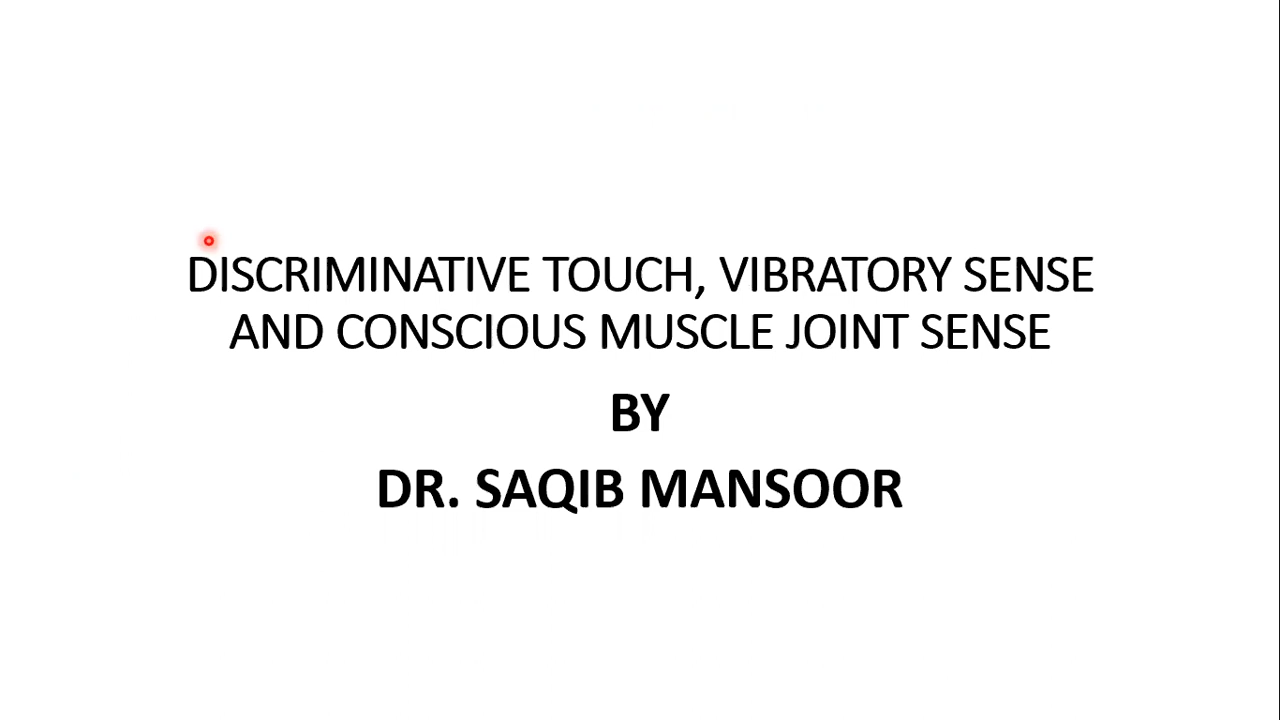 DISCRIMINATIVE TOUCH, VIBRATORY SENSE
AND CONSCIOUS MUSCLE JOINT SENSE
BY
DR. SAQIB MANSOOR